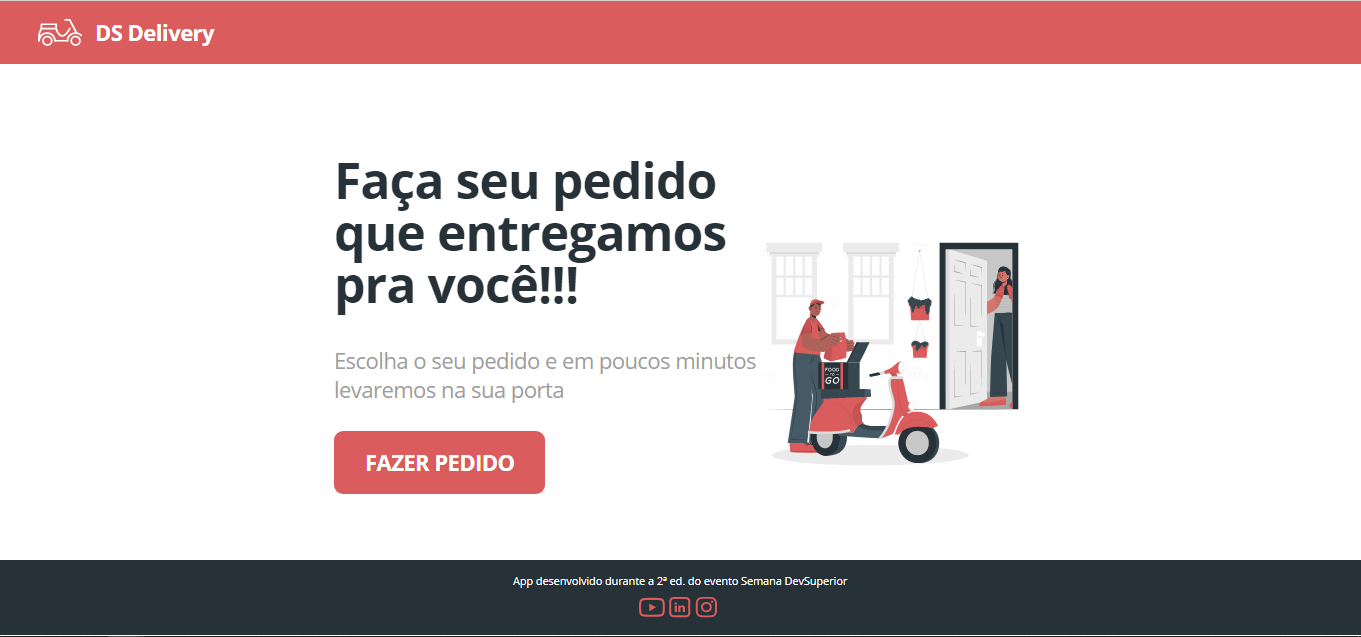 DS Delivery
Faça seu pedido
que entregamos
pra você!!!
Escolha o seu pedido e em poucos minutos
levaremos na sua porta
FOOD
TO
GO
FAZER PEDIDO
App desenvolvido durante a 2ª ed. do evento Semana DevSuperior
in